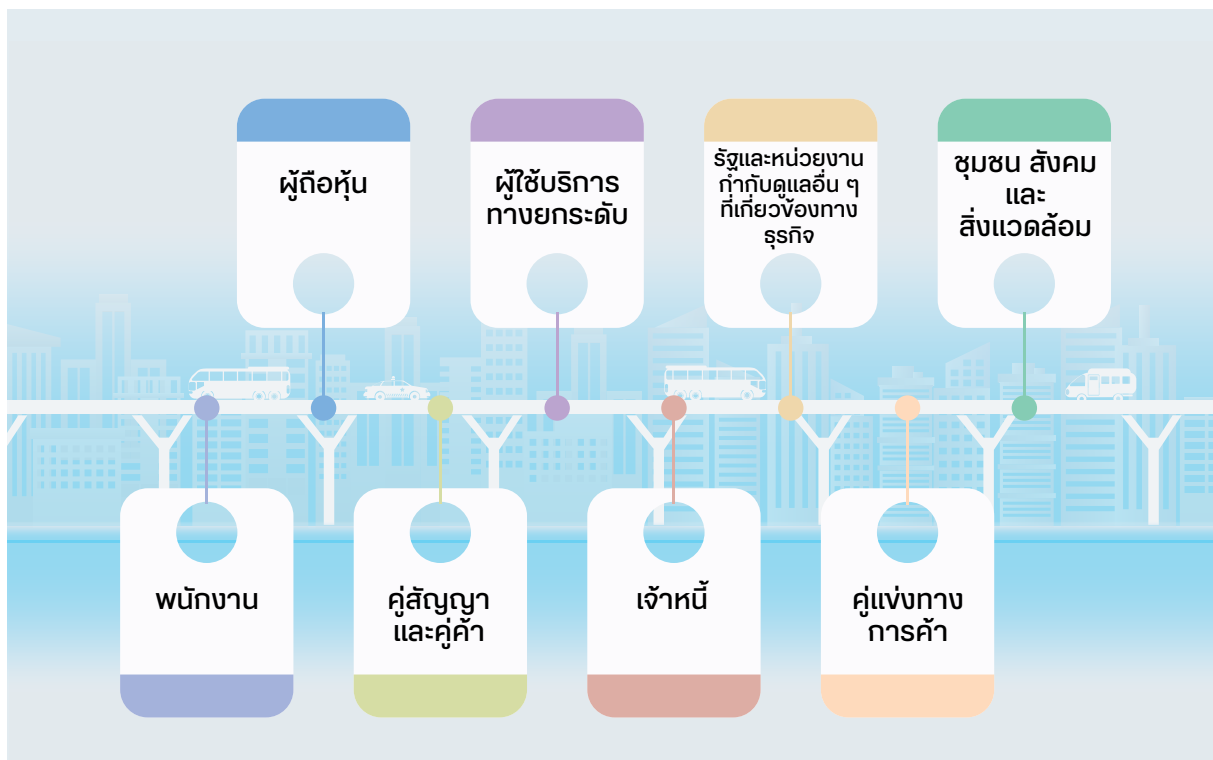 ผู้ถือหุ้น
ผู้ใช้บริการ
ทางยกระดับ
รัฐและหน่วยงาน
กำกับดูแลอื่น ๆ
ที่เกี่ยวข้องทาง
ธุรกิจ
ชุมชน สังคม
และ
สิ่งแวดล้อม
พนักงาน
คู่สัญญา
และคู่ค้า
เจ้าหนี้
คู่แข่งทาง
การค้า